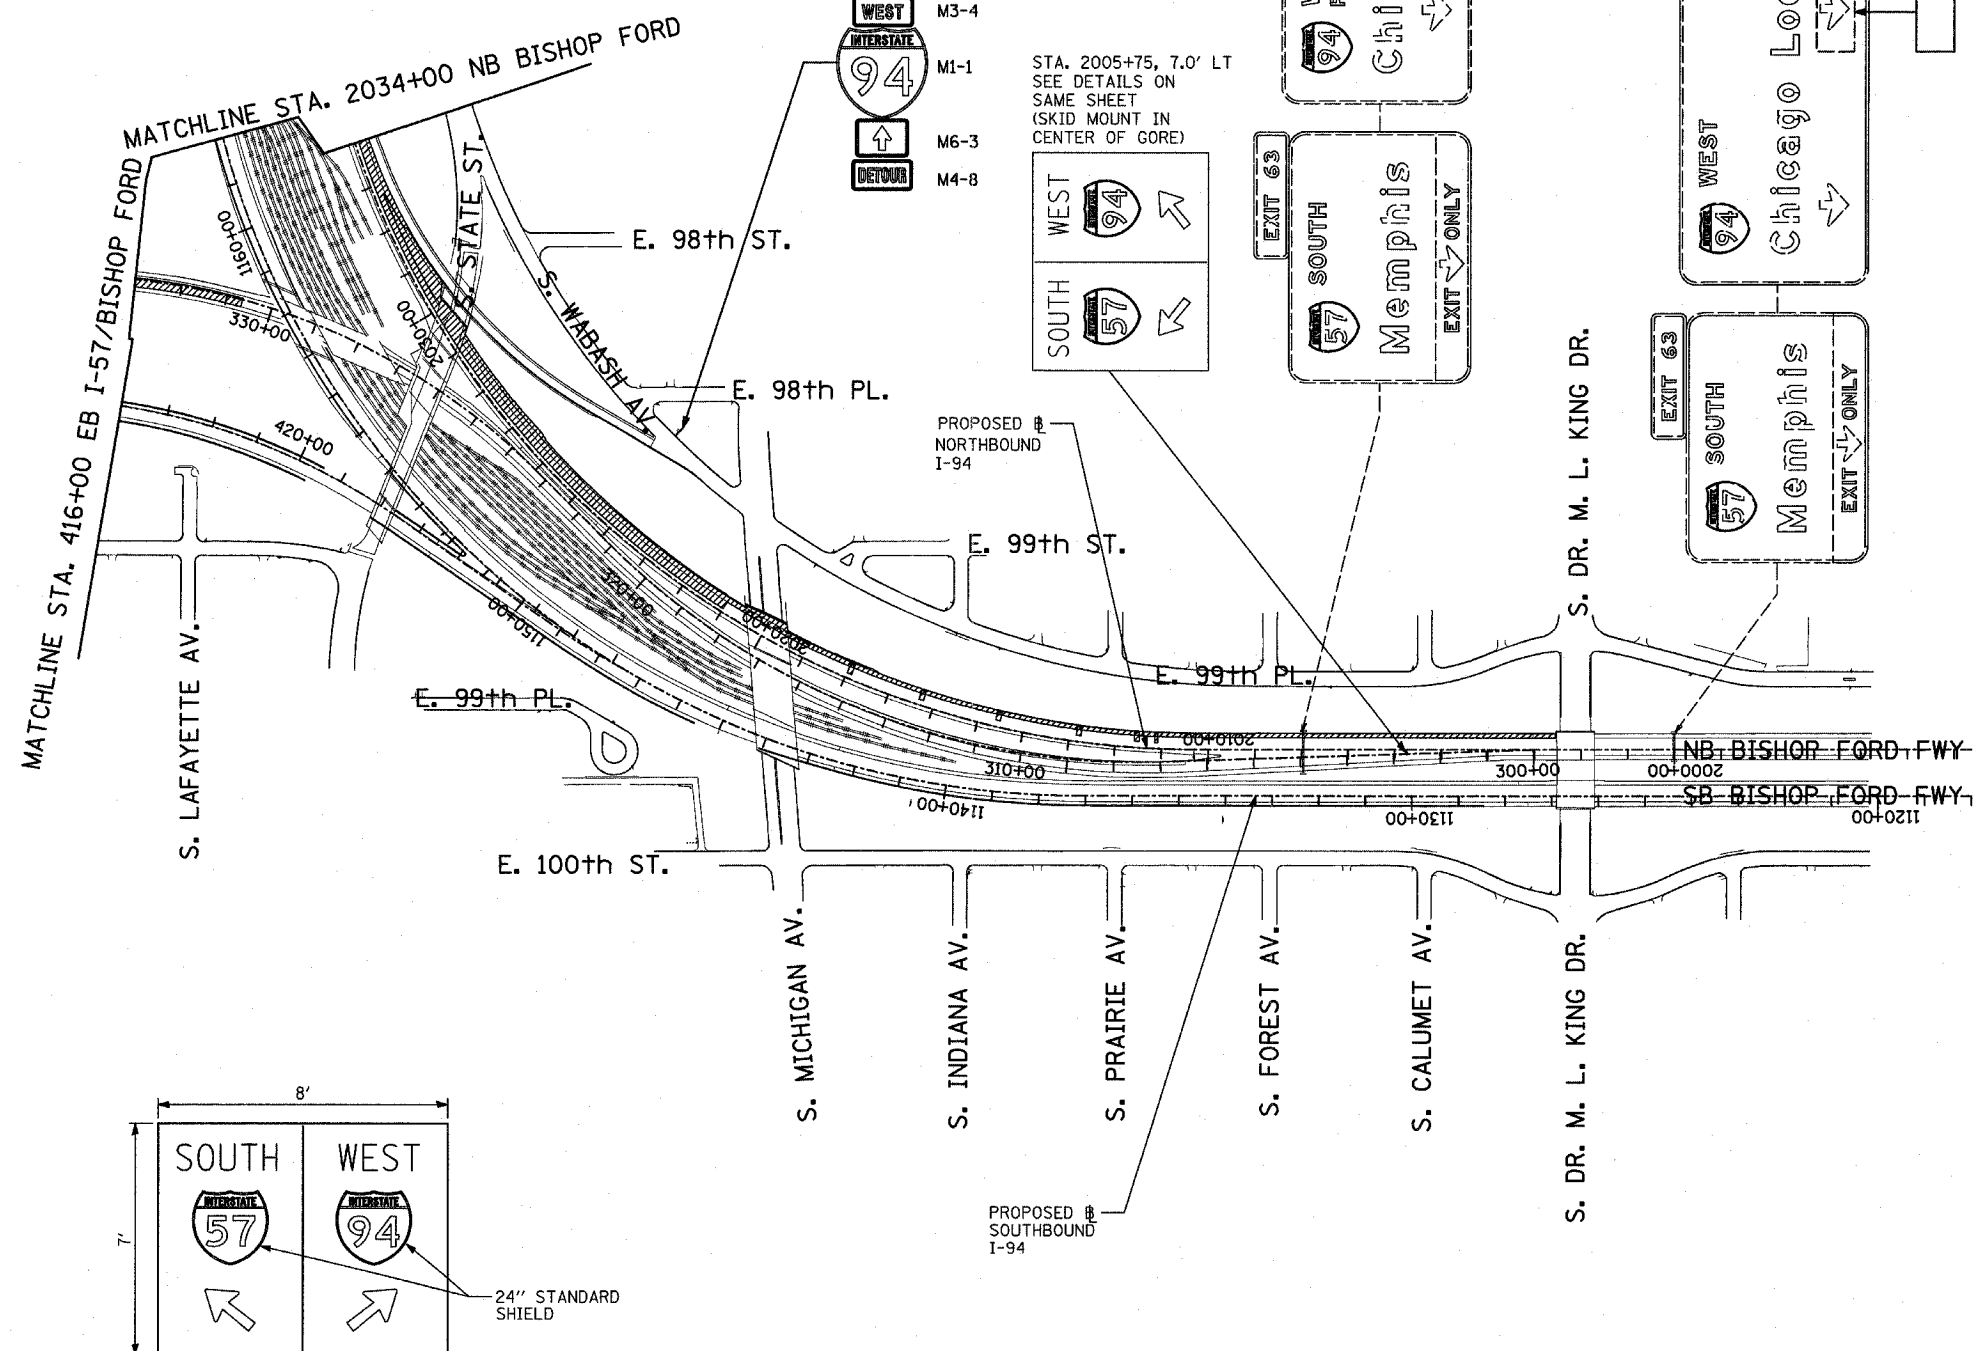 WEST
M3-4
INTERSTATE
94
M1-1
M6-3
DETOUR
M4-8
MATCHLINE STA. 2034+00 NB BISHOP FORD
MATCHLINE STA. 416+00 EB I-57/BISHOP FORD
STA. 2005+75, 7.0' LT
SEE DETAILS ON
SAME SHEET
(SKID MOUNT IN
CENTER OF GORE)
WEST
94
SOUTH
57
94
Chi
EXIT 63
SOUTH
57
Memphis
EXIT ONLY
WEST
94
Chicago Loo
EXIT 63
SOUTH
57
Memphis
EXIT ONLY
S. STATE ST.
E. 98th ST.
S. WABASH AV.
E. 98th PL.
E. 99th ST.
E. 99th PL.
E. 99th PL.
E. 100th ST.
1160+00
330+00
2030+00
420+00
320+00
1150+00
2020+00
2010+00
310+00
1140+00
300+00
1130+00
2000+00
1120+00
PROPOSED BL
NORTHBOUND
I-94
NB BISHOP FORD FWY
SB BISHOP FORD FWY
S. LAFAYETTE AV.
S. MICHIGAN AV.
S. INDIANA AV.
S. PRAIRIE AV.
S. FOREST AV.
S. CALUMET AV.
S. DR. M. L. KING DR.
S. DR. M. L. KING DR.
PROPOSED BL
SOUTHBOUND
I-94
8'
7'
SOUTH
INTERSTATE
57
WEST
INTERSTATE
94
24" STANDARD
SHIELD